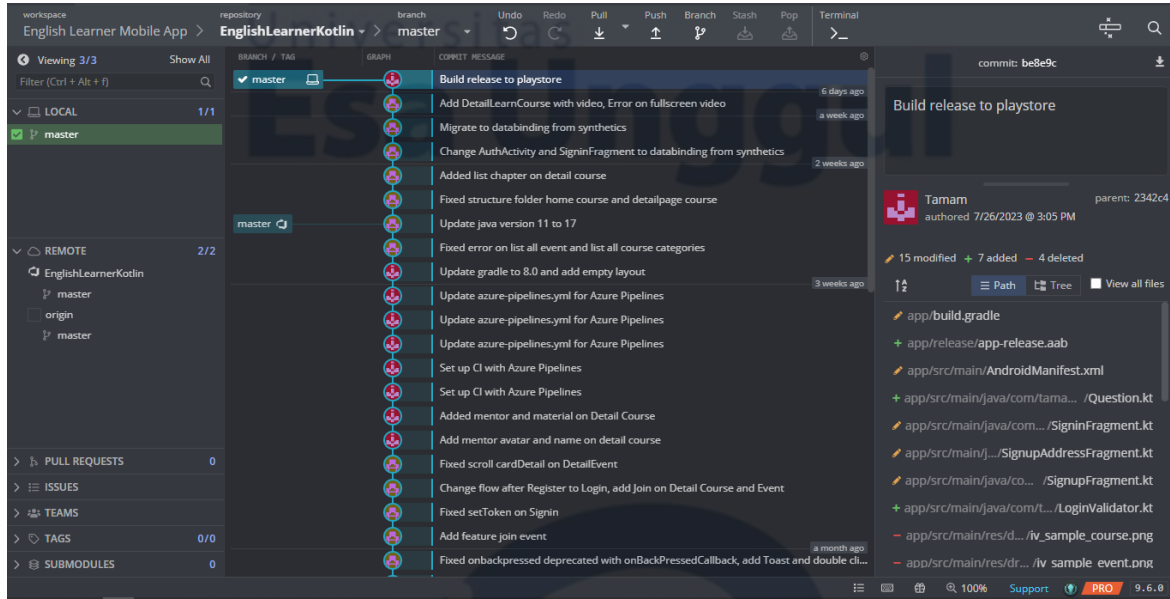 workspace
English Learner Mobile App
repository
EnglishLearnerKotlin
branch
master
Undo
Redo
Pull
Push
Branch
Stash
Pop
Terminal
Viewing 3/3
Show All
Filter (Ctrl + Alt + f)
LOCAL 1/1
master
REMOTE 2/2
EnglishLearnerKotlin
master
origin
master
PULL REQUESTS 0
ISSUES
TEAMS
TAGS 0/0
SUBMODULES 0
BRANCH / TAG
GRAPH
COMMIT MESSAGE
master
Build release to playstore
6 days ago
Add DetailLearnCourse with video, Error on fullscreen video
a week ago
Migrate to databinding from synthetics
Change AuthActivity and SigninFragment to databinding from synthetics
2 weeks ago
Added list chapter on detail course
Fixed structure folder home course and detailpage course
master
Update java version 11 to 17
Fixed error on list all event and list all course categories
Update gradle to 8.0 and add empty layout
3 weeks ago
Update azure-pipelines.yml for Azure Pipelines
Update azure-pipelines.yml for Azure Pipelines
Update azure-pipelines.yml for Azure Pipelines
Set up CI with Azure Pipelines
Set up CI with Azure Pipelines
Added mentor and material on Detail Course
Add mentor avatar and name on detail course
Fixed scroll cardDetail on DetailEvent
Change flow after Register to Login, add Join on Detail Course and Event
Fixed setToken on Signin
Add feature join event
a month ago
Fixed onbackpressed deprecated with onBackPressedCallback, add Toast and double cli...
commit: be8e9c
Build release to playstore
Tamam
parent: 2342c4
authored 7/26/2023 @ 3:05 PM
15 modified + 7 added − 4 deleted
Path
Tree
View all files
app/build.gradle
+ app/release/app-release.aab
app/src/main/AndroidManifest.xml
+ app/src/main/java/com/tama... /Question.kt
app/src/main/java/com... /SigninFragment.kt
app/src/main/j.../SignupAddressFragment.kt
app/src/main/java/co... /SignupFragment.kt
+ app/src/main/java/com/t... /LoginValidator.kt
− app/src/main/res/d... /iv_sample_course.png
− app/src/main/res/dr... /iv_sample_event.png
100%
Support
PRO
9.6.0
Universitas
Esa Unggul